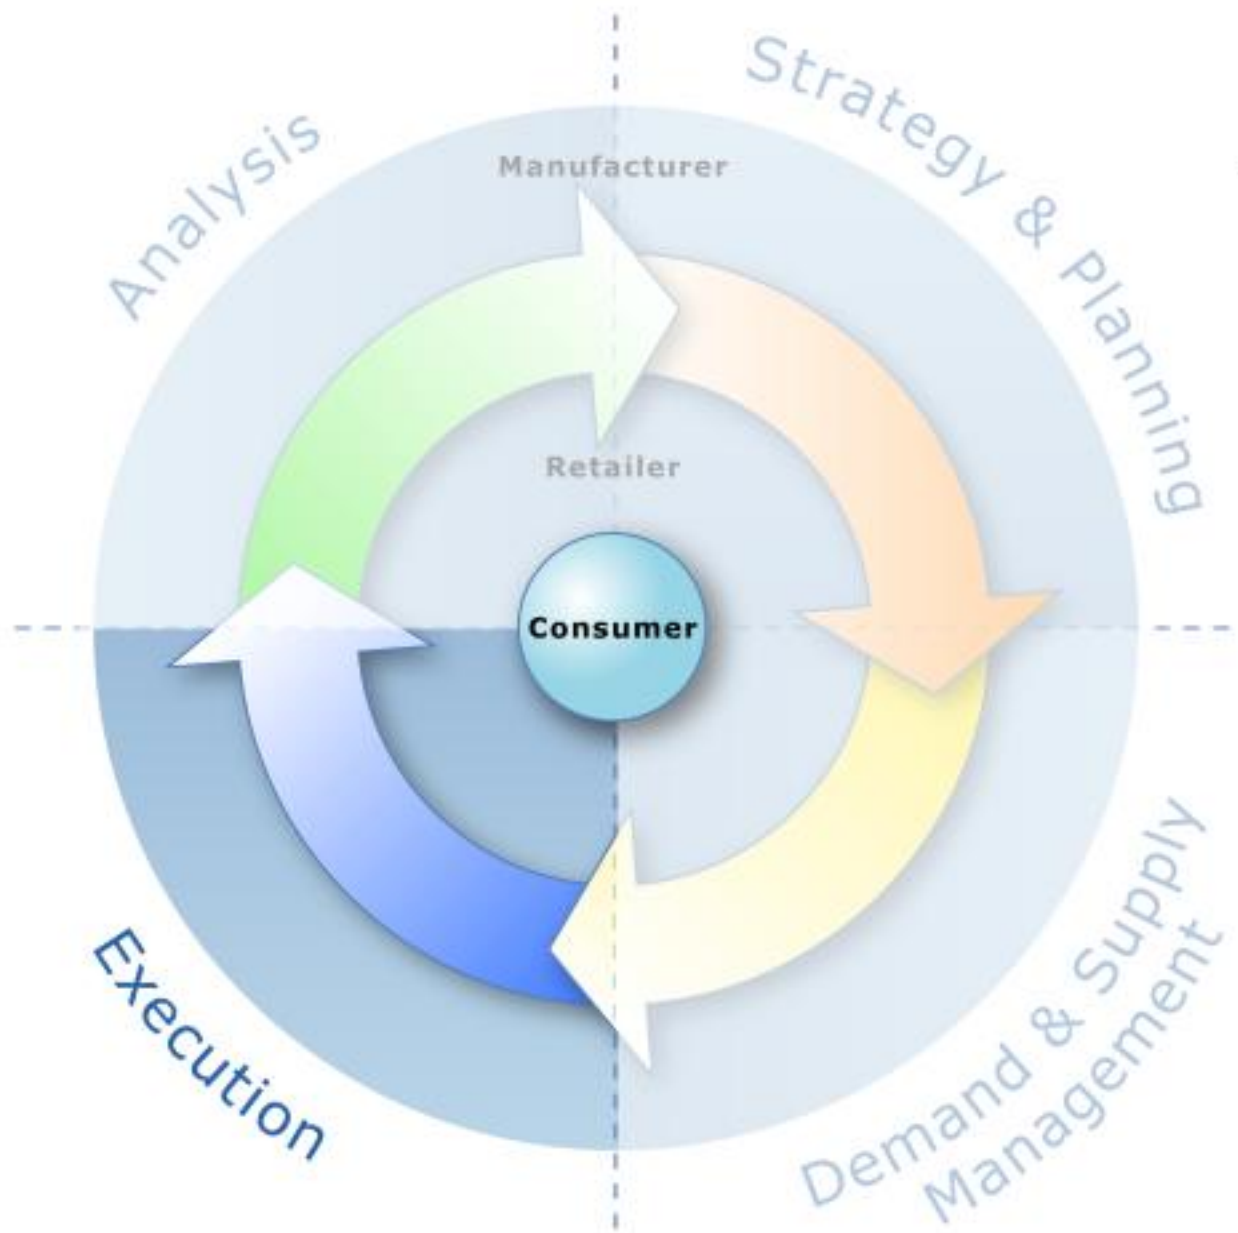 Strategy & Planning
Analysis
Manufacturer
Retailer
Consumer
Execution
Demand & Supply
Management